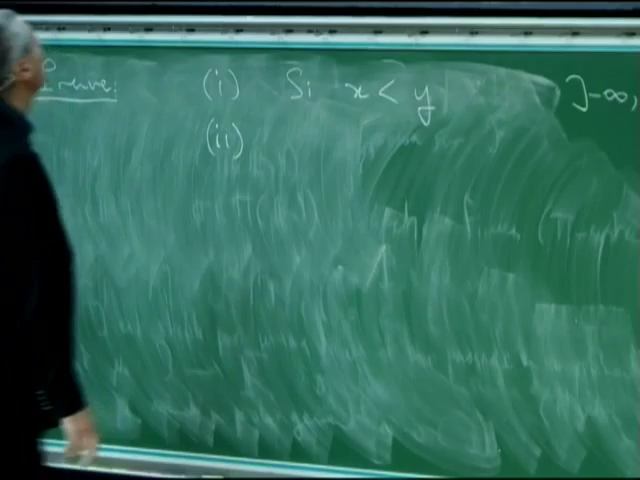 Preuve: (i) Si x < y ]-∞,
(ii)